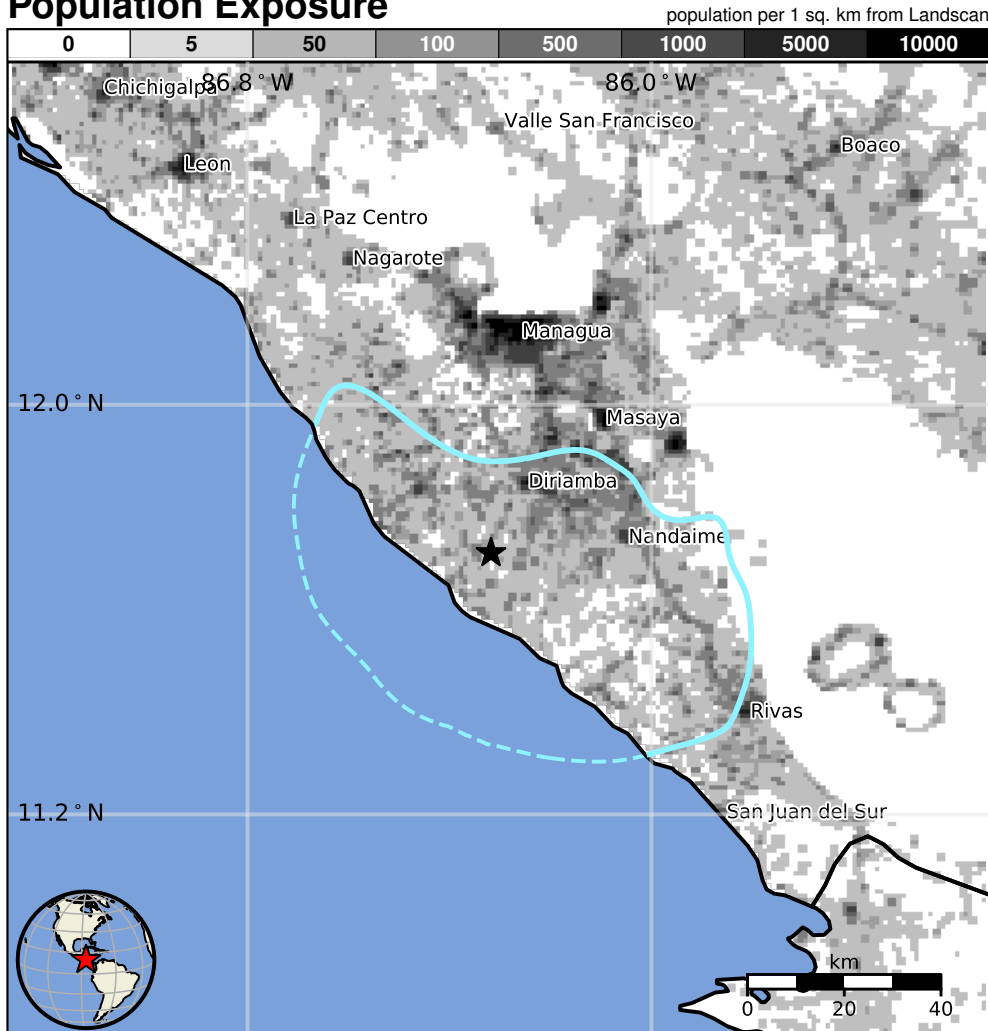 Population Exposure
population per 1 sq. km from Landscan
0 5 50 100 500 1000 5000 10000
86.8°W 86.0°W
Chichigalpa
Valle San Francisco
Boaco
Leon
La Paz Centro
Nagarote
Managua
12.0°N
Masaya
Diriamba
Nandaime
Rivas
11.2°N
San Juan del Sur
km
0 20 40